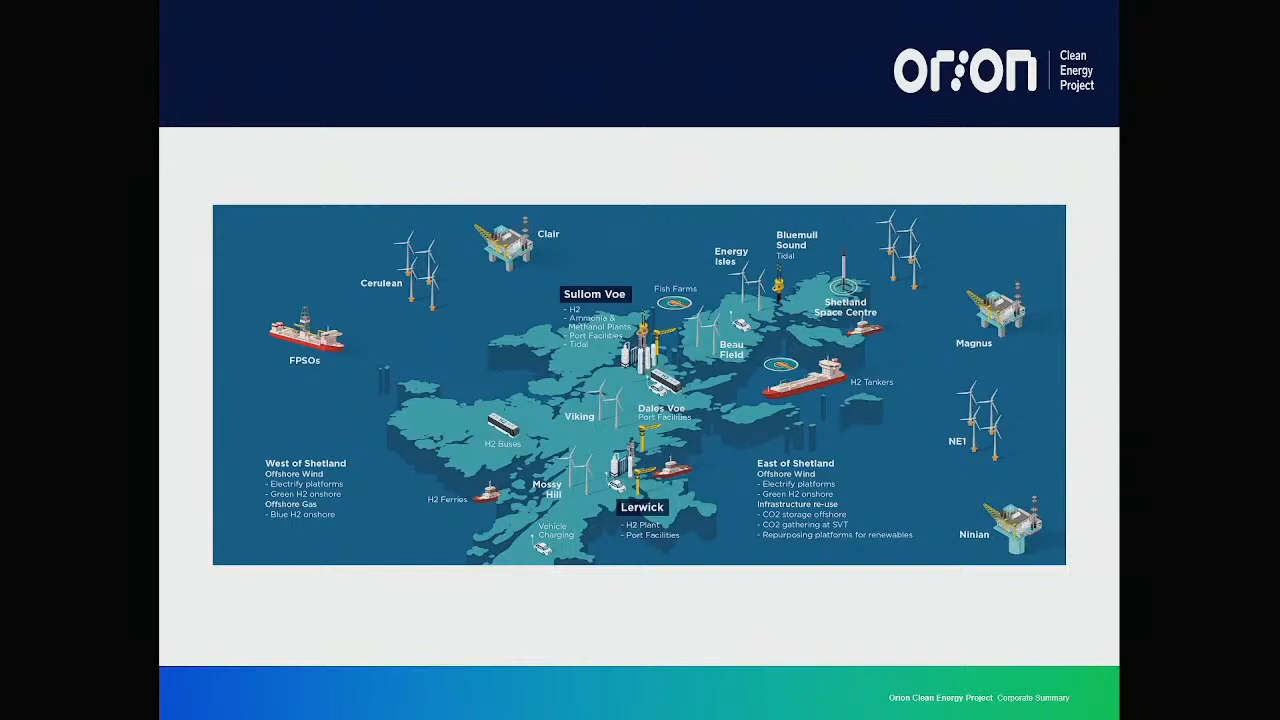 orion
Clean
Energy
Project
Clair
Cerulean
FPSOs
Sullom Voe
- H2
- Ammonia &
Methanol Plants
- Port Facilities
- Tidal
Fish Farms
Energy
Isles
Bluemull
Sound
Tidal
Shetland
Space Centre
Beau
Field
Magnus
H2 Tankers
Viking
Dales Voe
Port Facilities
H2 Buses
NE1
West of Shetland
Offshore Wind
- Electrify platforms
- Green H2 onshore
Offshore Gas
- Blue H2 onshore
H2 Ferries
Mossy
Hill
Lerwick
- H2 Plant
- Port Facilities
Vehicle
Charging
East of Shetland
Offshore Wind
- Electrify platforms
- Green H2 onshore
Infrastructure re-use
- CO2 storage offshore
- CO2 gathering at SVT
- Repurposing platforms for renewables
Ninian
Orion Clean Energy Project Corporate Summary